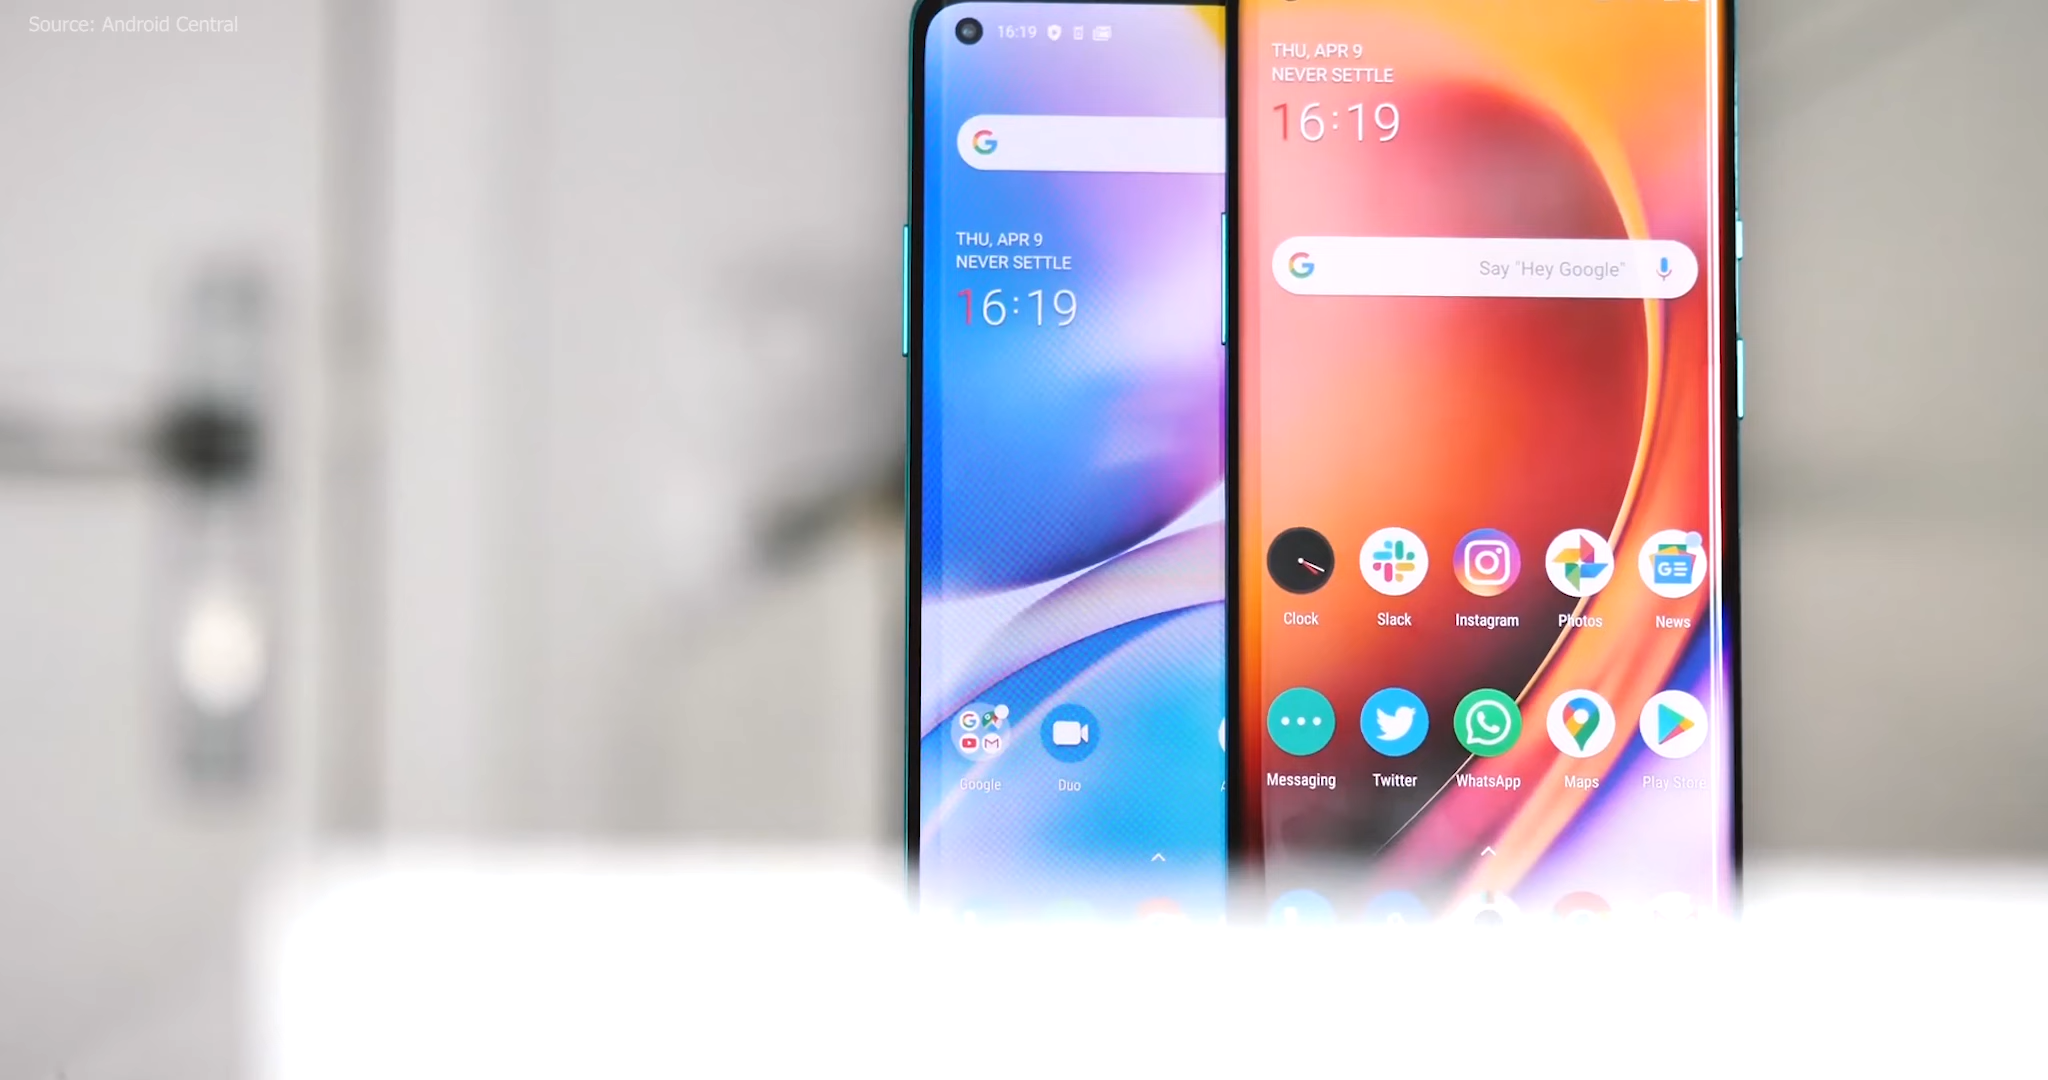 Source: Android Central
16:19
THU, APR 9
NEVER SETTLE
16:19
Google
Duo
THU, APR 9
NEVER SETTLE
16:19
Say "Hey Google"
Clock
Slack
Instagram
Photos
News
Messaging
Twitter
WhatsApp
Maps
Play Store